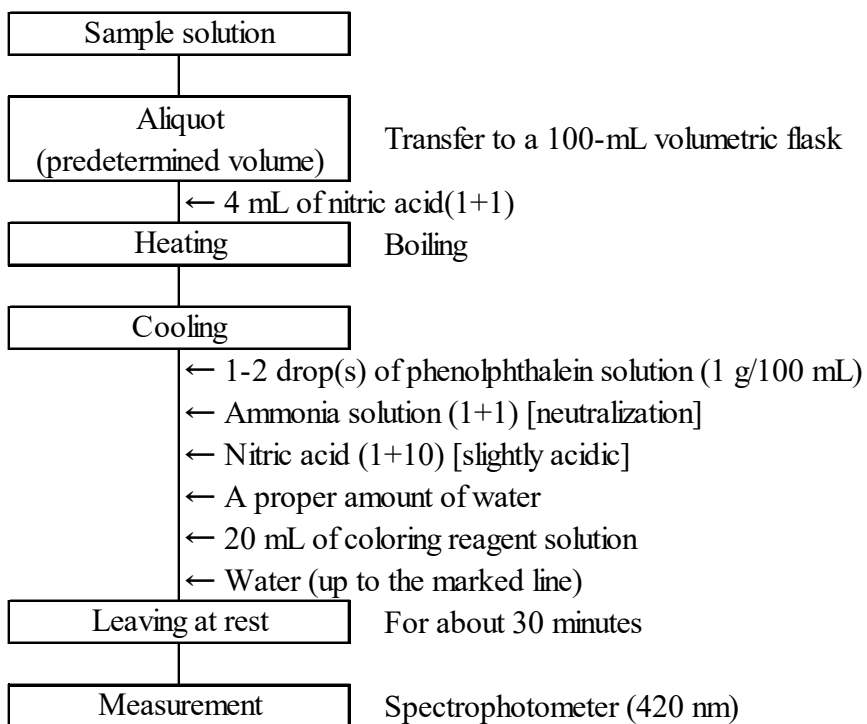 Sample solution
Aliquot
(predetermined volume)
Transfer to a 100-mL volumetric flask
← 4 mL of nitric acid(1+1)
Heating
Boiling
Cooling
← 1-2 drop(s) of phenolphthalein solution (1 g/100 mL)
← Ammonia solution (1+1) [neutralization]
← Nitric acid (1+10) [slightly acidic]
← A proper amount of water
← 20 mL of coloring reagent solution
← Water (up to the marked line)
Leaving at rest
For about 30 minutes
Measurement
Spectrophotometer (420 nm)